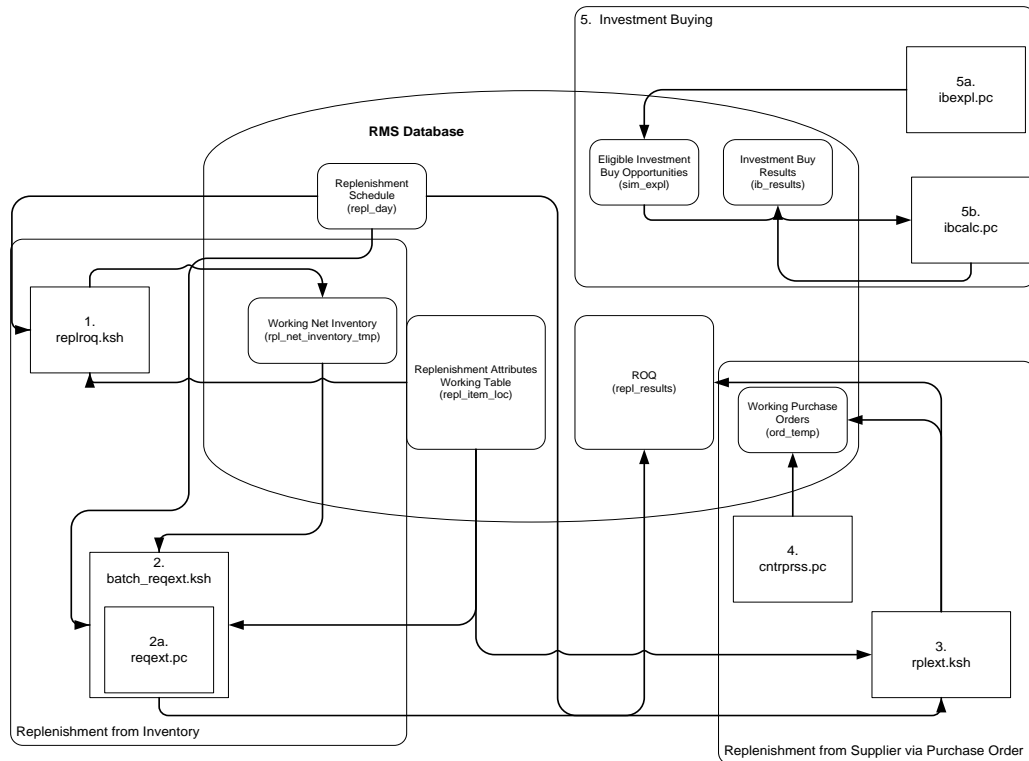 5. Investment Buying
5a.
ibexpl.pc
RMS Database
Eligible Investment
Buy Opportunities
(sim_expl)
Investment Buy
Results
(ib_results)
Replenishment
Schedule
(repl_day)
5b.
ibcalc.pc
1.
replroq.ksh
Working Net Inventory
(rpl_net_inventory_tmp)
Replenishment Attributes
Working Table
(repl_item_loc)
ROQ
(repl_results)
Working Purchase
Orders
(ord_temp)
4.
cntrprss.pc
2.
batch_reqext.ksh
2a.
reqext.pc
3.
rplext.ksh
Replenishment from Inventory
Replenishment from Supplier via Purchase Order